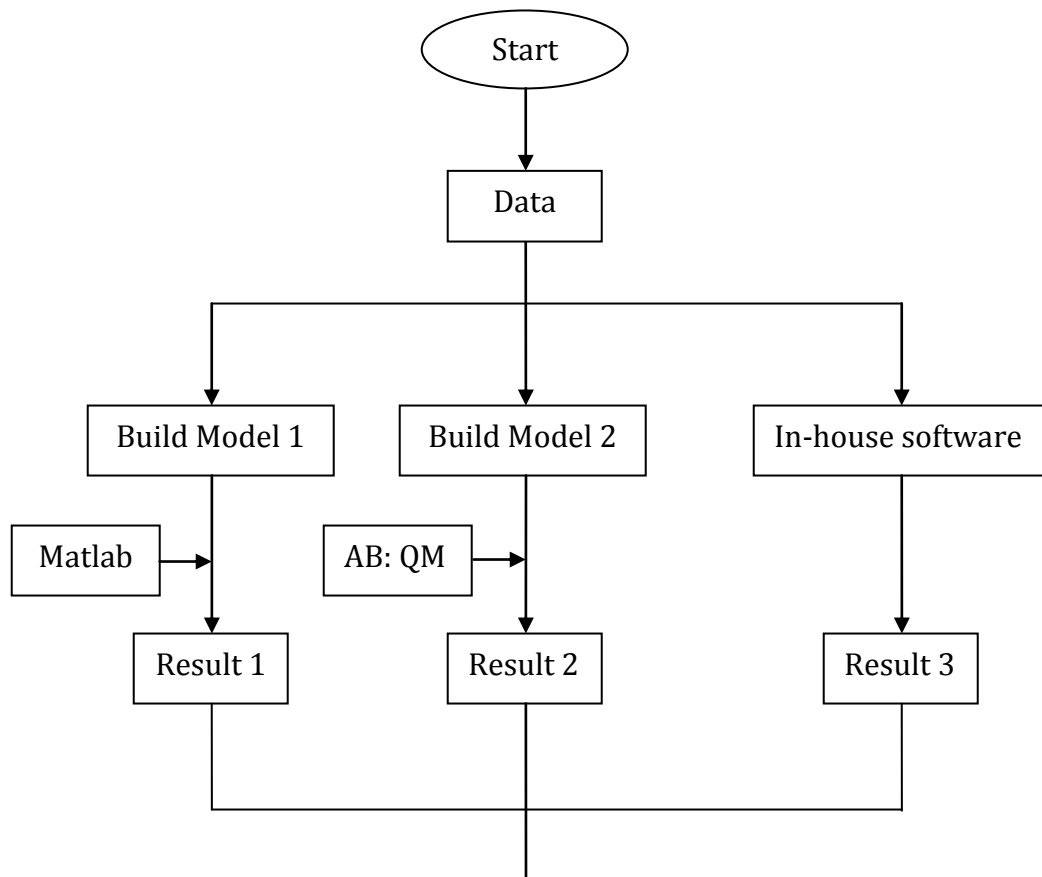 Start
Data
Build Model 1
Build Model 2
In-house software
Matlab
AB: QM
Result 1
Result 2
Result 3